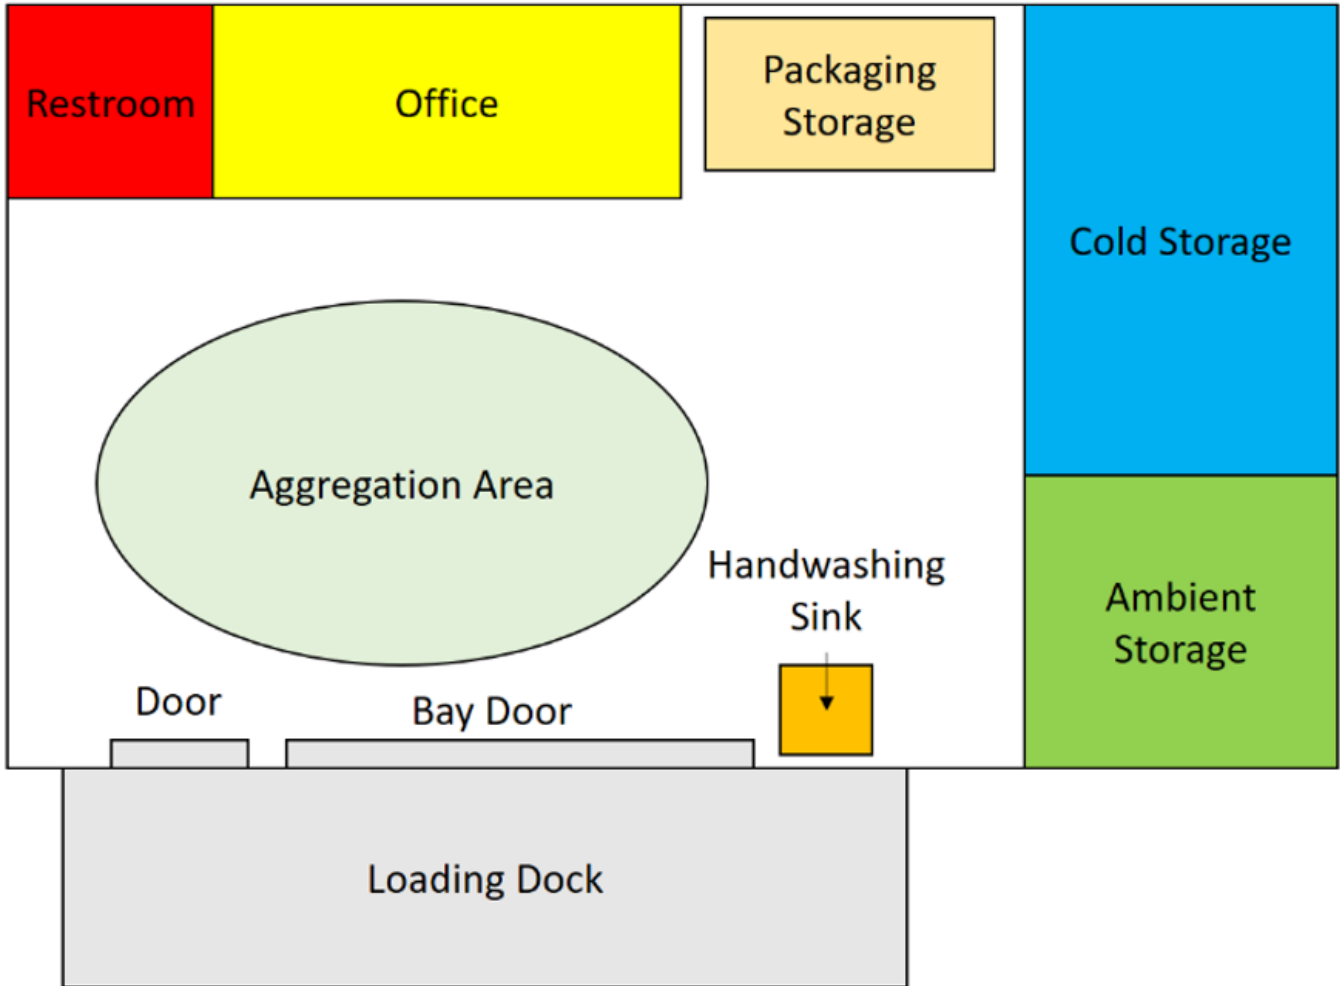 Restroom
Office
Packaging
Storage
Cold Storage
Aggregation Area
Handwashing
Sink
Ambient
Storage
Door
Bay Door
Loading Dock